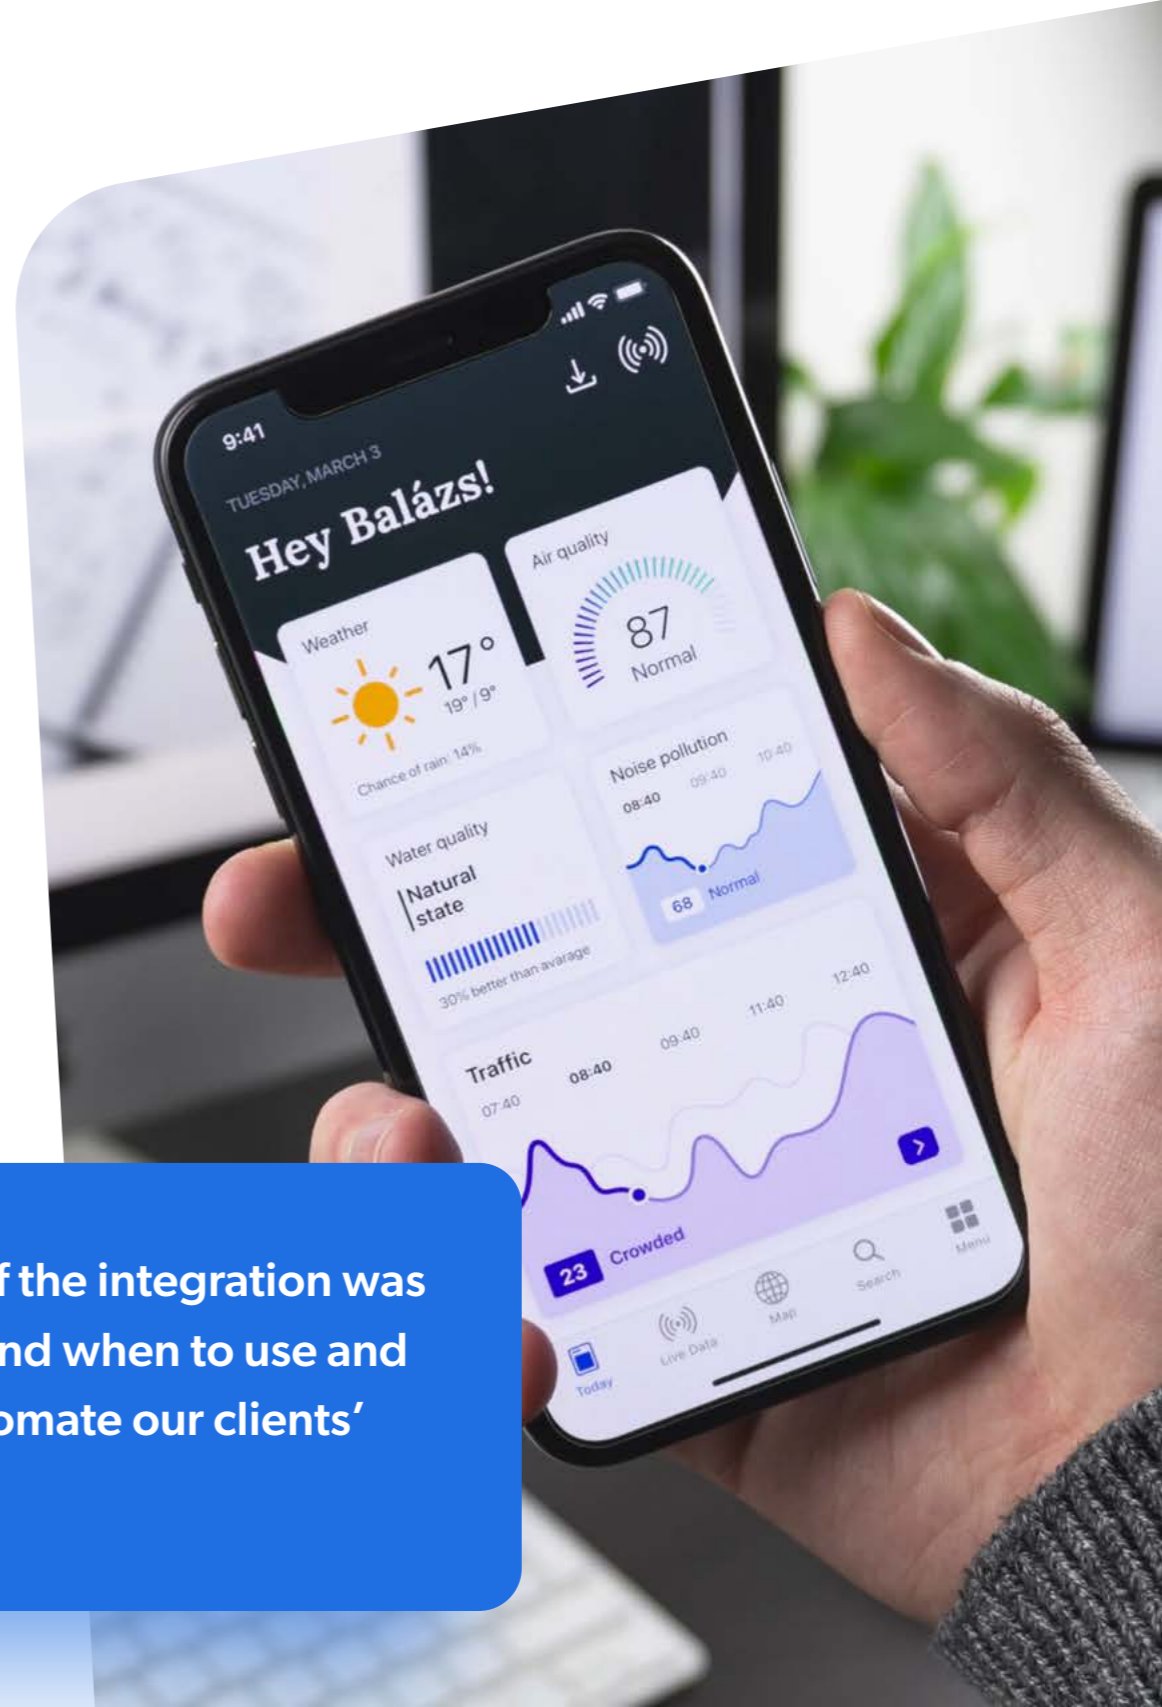 9:41
TUESDAY, MARCH 3
Hey Balázs!
Weather
17°
19° / 9°
Chance of rain: 14%
Air quality
87
Normal
Water quality
Natural
state
30% better than avarage
Noise pollution
08:40 09:40 10:40
68 Normal
Traffic
07:40 08:40 09:40 11:40 12:40
23 Crowded
Today Live Data Map Search Menu
f the integration was
nd when to use and
omate our clients’